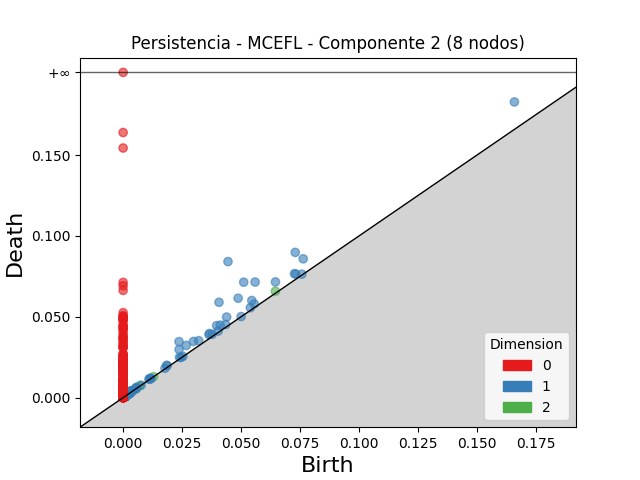 Persistencia - MCEFL - Componente 2 (8 nodos)
+∞
0.150
0.100
0.050
0.000
Death
0.000 0.025 0.050 0.075 0.100 0.125 0.150 0.175
Birth
Dimension
0
1
2